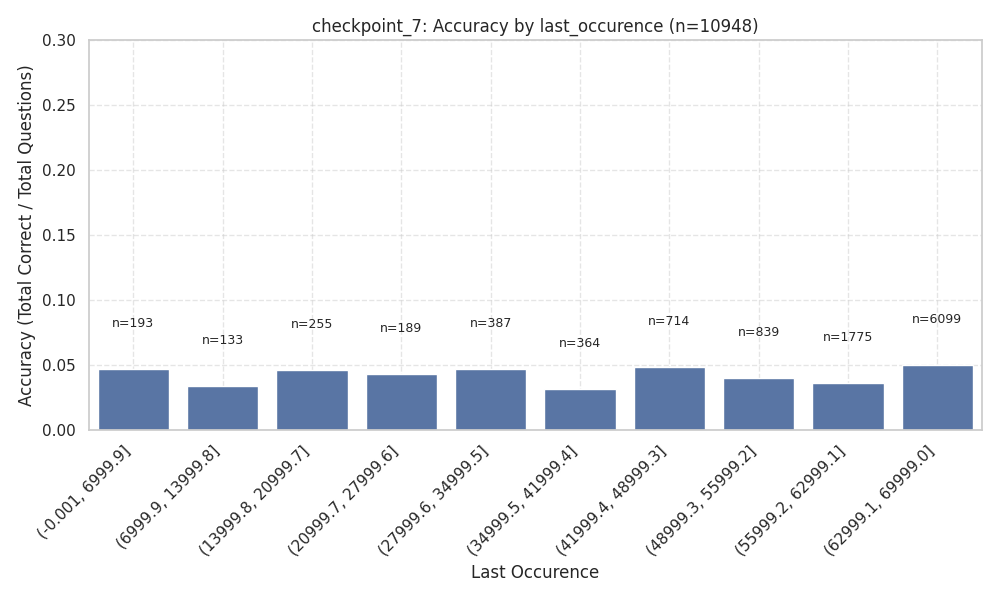 checkpoint_7: Accuracy by last_occurence (n=10948)
Accuracy (Total Correct / Total Questions)
0.30
0.25
0.20
0.15
0.10
0.05
0.00
n=193
n=133
n=255
n=189
n=387
n=364
n=714
n=839
n=1775
n=6099
(-0.001, 6999.9]
(6999.9, 13999.8]
(13999.8, 20999.7]
(20999.7, 27999.6]
(27999.6, 34999.5]
(34999.5, 41999.4]
(41999.4, 48999.3]
(48999.3, 55999.2]
(55999.2, 62999.1]
(62999.1, 69999.0]
Last Occurence